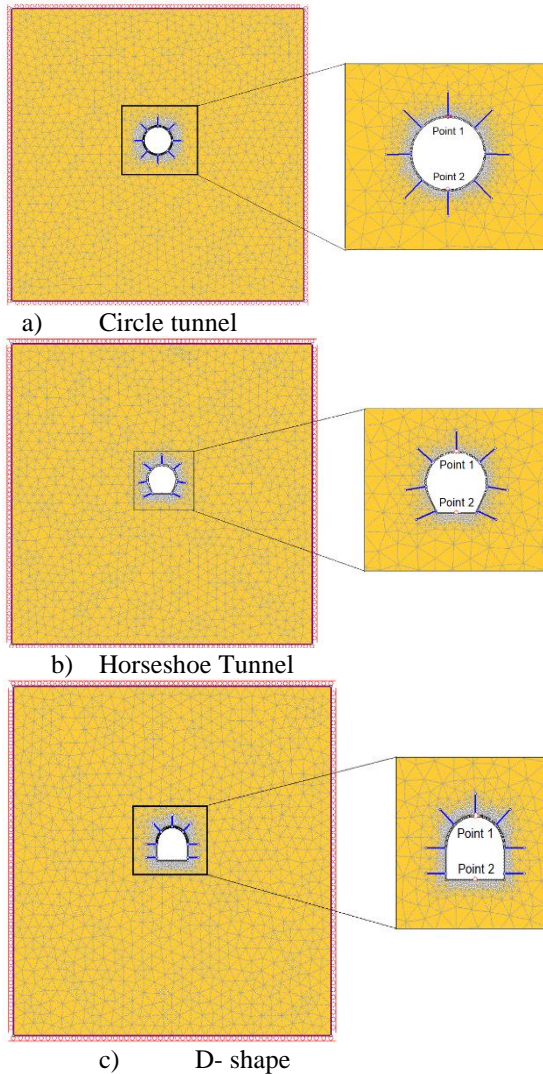 Point 1
Point 2
a) Circle tunnel
Point 1
Point 2
b) Horseshoe Tunnel
Point 1
Point 2
c) D- shape